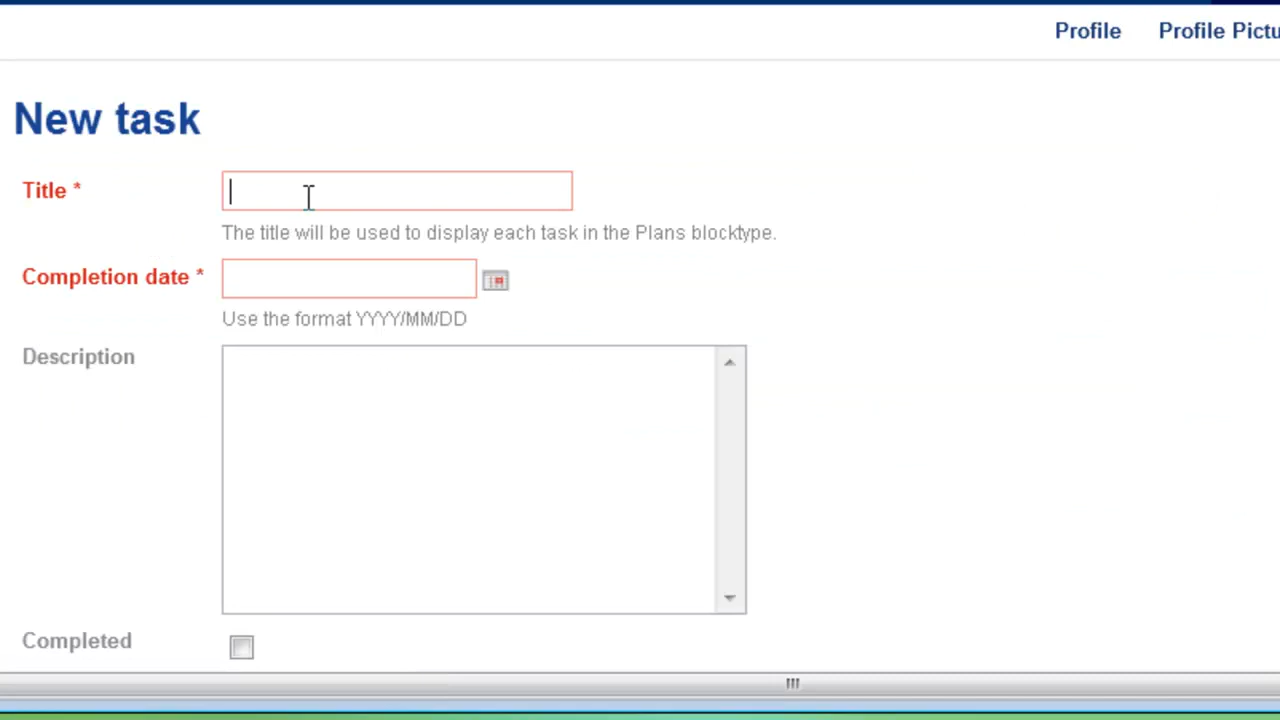 Profile Profile
New task
Title *
The title will be used to display each task in the Plans blocktype.
Completion date *
Use the format YYYY/MM/DD
Description
Completed